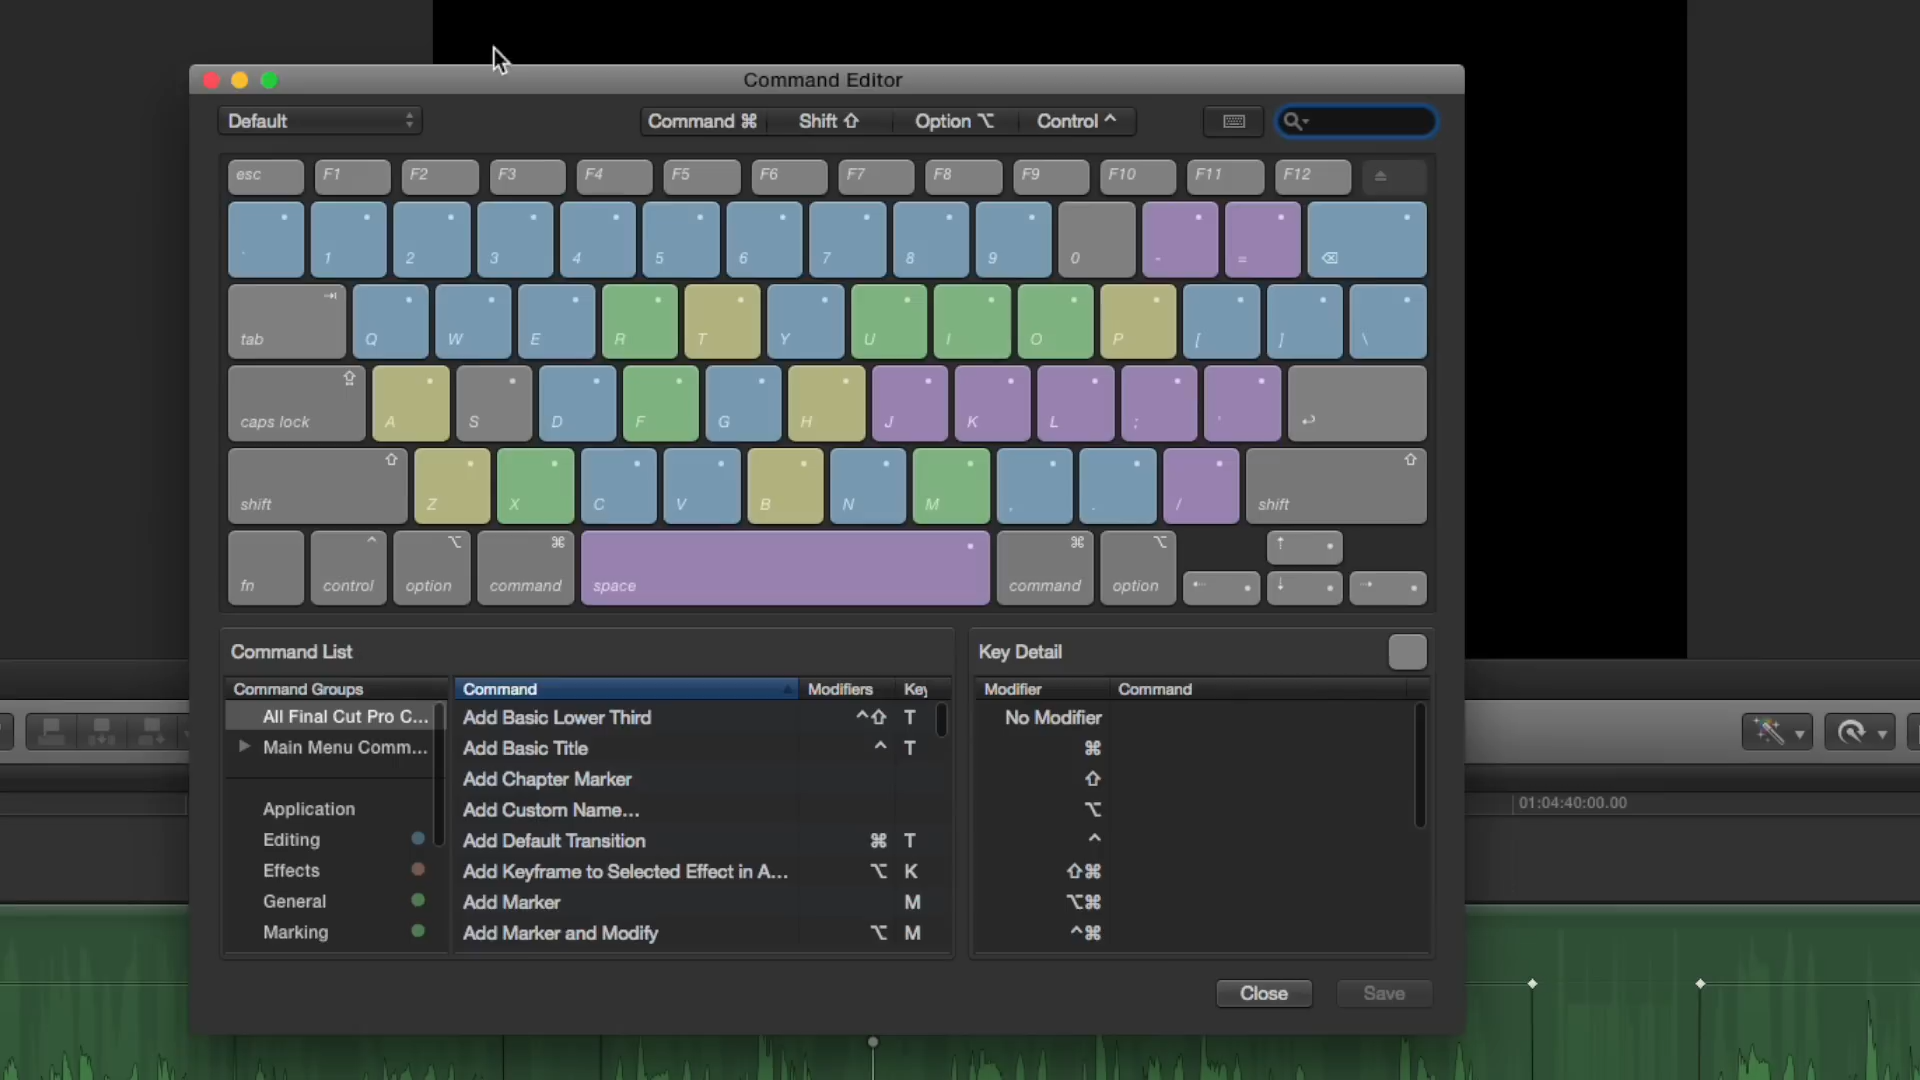 Command Editor
Default
Command ⌘ Shift ⇧ Option ⌥ Control ^
esc F1 F2 F3 F4 F5 F6 F7 F8 F9 F10 F11 F12
` 1 2 3 4 5 6 7 8 9 0 - =
tab Q W E R T Y U I O P [ ] \
caps lock A S D F G H J K L ; '
shift Z X C V B N M , . / shift
fn control ^ option ⌥ command ⌘ space command ⌘ option ⌥
Command List
Command Groups
All Final Cut Pro C...
Main Menu Comm...
Application
Editing
Effects
General
Marking
Command Modifiers Key
Add Basic Lower Third ^⇧ T
Add Basic Title ^ T
Add Chapter Marker
Add Custom Name...
Add Default Transition ⌘ T
Add Keyframe to Selected Effect in A... ⌥ K
Add Marker M
Add Marker and Modify ⌥ M
Key Detail
Modifier Command
No Modifier
⌘
⇧
⌥
^
⇧⌘
⌥⌘
^⌘
Close Save
01:04:40:00.00